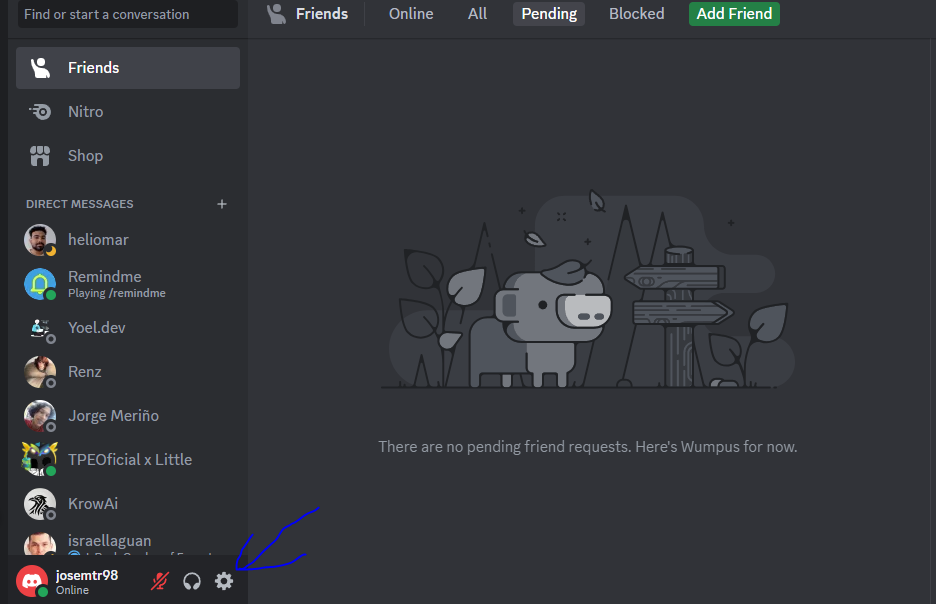 Find or start a conversation
Friends
Online
All
Pending
Blocked
Add Friend
Friends
Nitro
Shop
DIRECT MESSAGES
heliomar
Remindme
Playing /remindme
Yoel.dev
Renz
Jorge Meriño
TPEOficial x Little
KrowAi
israellaguan
There are no pending friend requests. Here's Wumpus for now.
josemtr98
Online